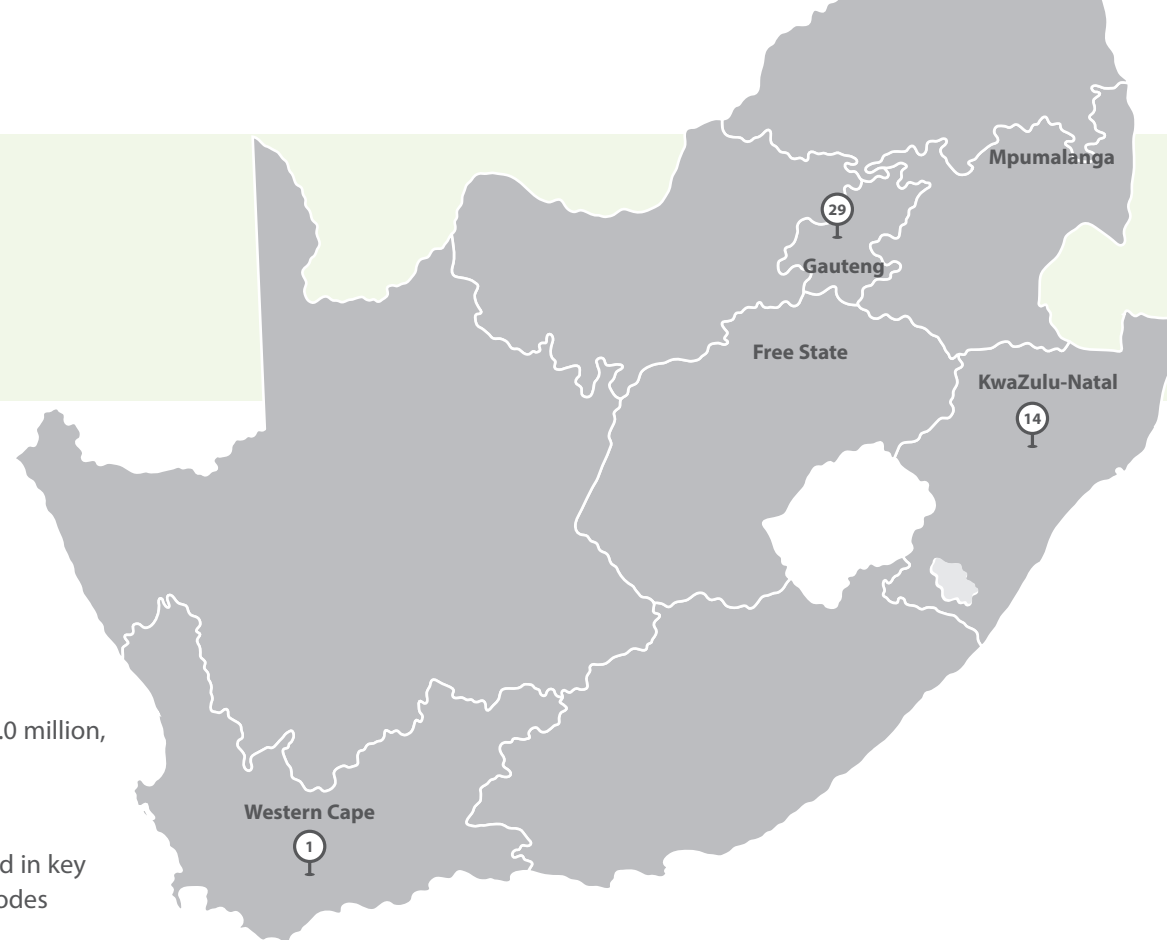 Mpumalanga
29
Gauteng
Free State
KwaZulu-Natal
14
.0 million,
Western Cape
1
d in key
odes